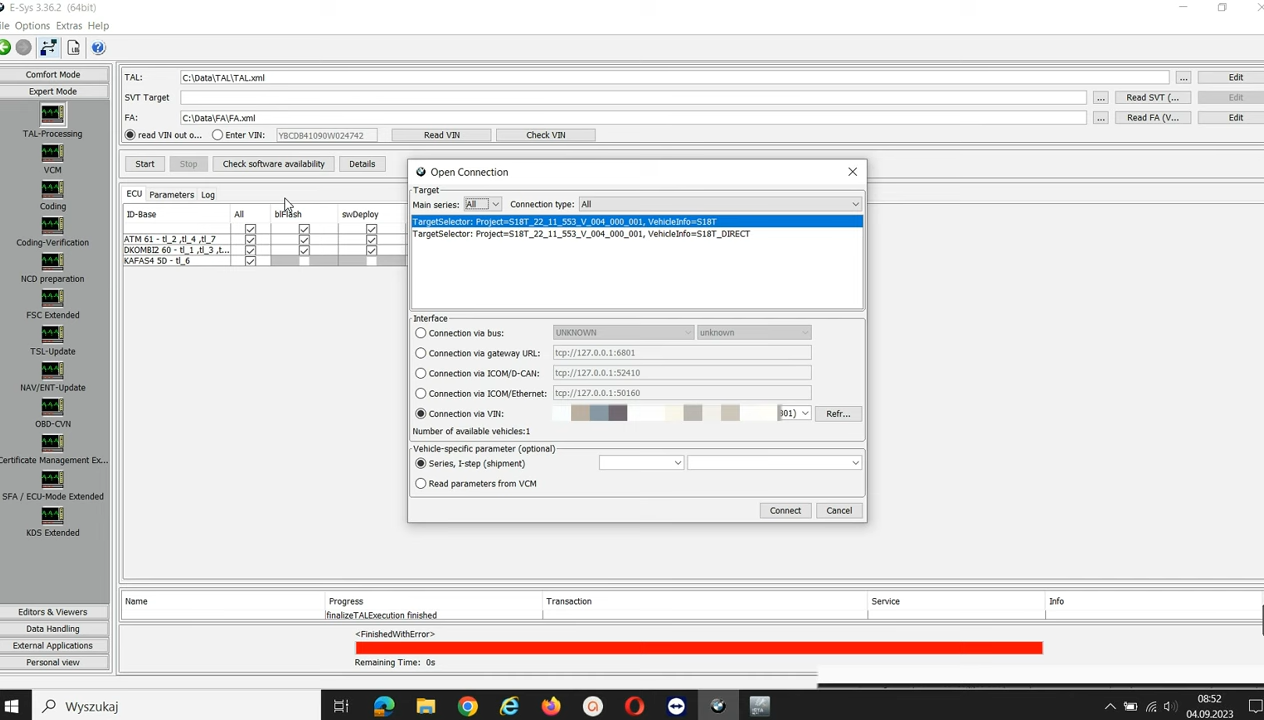 E-Sys 3.36.2 (64bit)
ile Options Extras Help
Comfort Mode
Expert Mode
TAL-Processing
VCM
Coding
Coding-Verification
NCD preparation
FSC Extended
TSL-Update
NAV/ENT-Update
OBD-CVN
Certificate Management Ex...
SFA / ECU-Mode Extended
KDS Extended
Editors & Viewers
Data Handling
External Applications
Personal view
TAL: C:\Data\TAL\TAL.xml ... Edit
SVT Target ... Read SVT (... Edit
FA: C:\Data\FA\FA.xml ... Read FA (V... Edit
read VIN out o... Enter VIN: YBCDB41090W024742 Read VIN Check VIN
Start Stop Check software availability Details
ECU Parameters Log
ID-Base All blFlash swDeploy
ATM 61 - tl_2 ,tl_4 ,tl_7
DKOMBI2 60 - tl_1 ,tl_3 ,t...
KAFAS4 5D - tl_6
Open Connection
Target
Main series: All Connection type: All
TargetSelector: Project=S18T_22_11_553_V_004_000_001, VehicleInfo=S18T
TargetSelector: Project=S18T_22_11_553_V_004_000_001, VehicleInfo=S18T_DIRECT
Interface
Connection via bus: UNKNOWN unknown
Connection via gateway URL: tcp://127.0.0.1:6801
Connection via ICOM/D-CAN: tcp://127.0.0.1:52410
Connection via ICOM/Ethernet: tcp://127.0.0.1:50160
Connection via VIN: 801) Refr...
Number of available vehicles:1
Vehicle-specific parameter (optional)
Series, I-step (shipment)
Read parameters from VCM
Connect Cancel
Name Progress Transaction Service Info
finalizeTALExecution finished
<FinishedWithError>
Remaining Time: 0s
Wyszukaj
08:52
04.09.2023